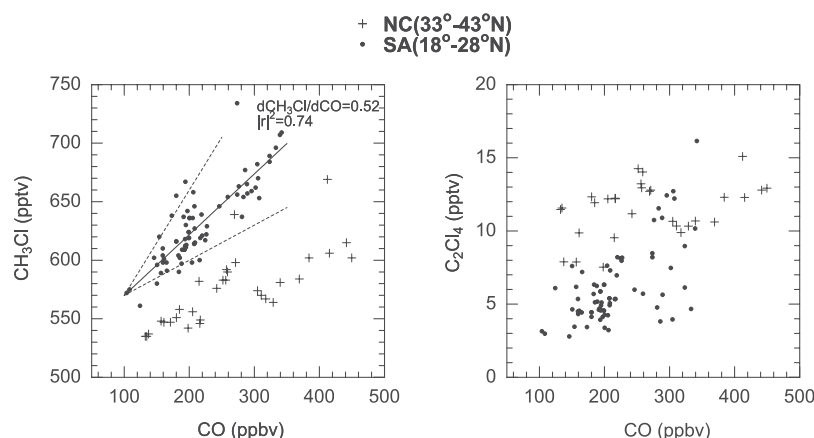 + NC(33°-43°N)
• SA(18°-28°N)
750
700
650
600
550
500
CH₃Cl (pptv)
dCH₃Cl/dCO=0.52
|r|²=0.74
100 200 300 400 500
CO (ppbv)
20
15
10
5
0
C₂Cl₄ (pptv)
100 200 300 400 500
CO (ppbv)